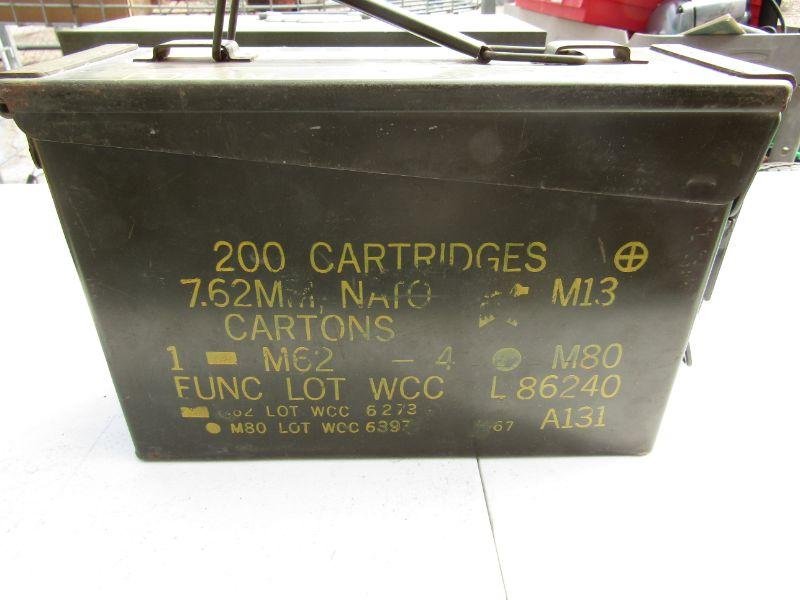 200 CARTRIDGES
7.62MM, NATO M13
CARTONS
1 M62 - 4 M80
FUNC LOT WCC L 86240
LOT WCC 6273
M80 LOT WCC 6397 67 A131